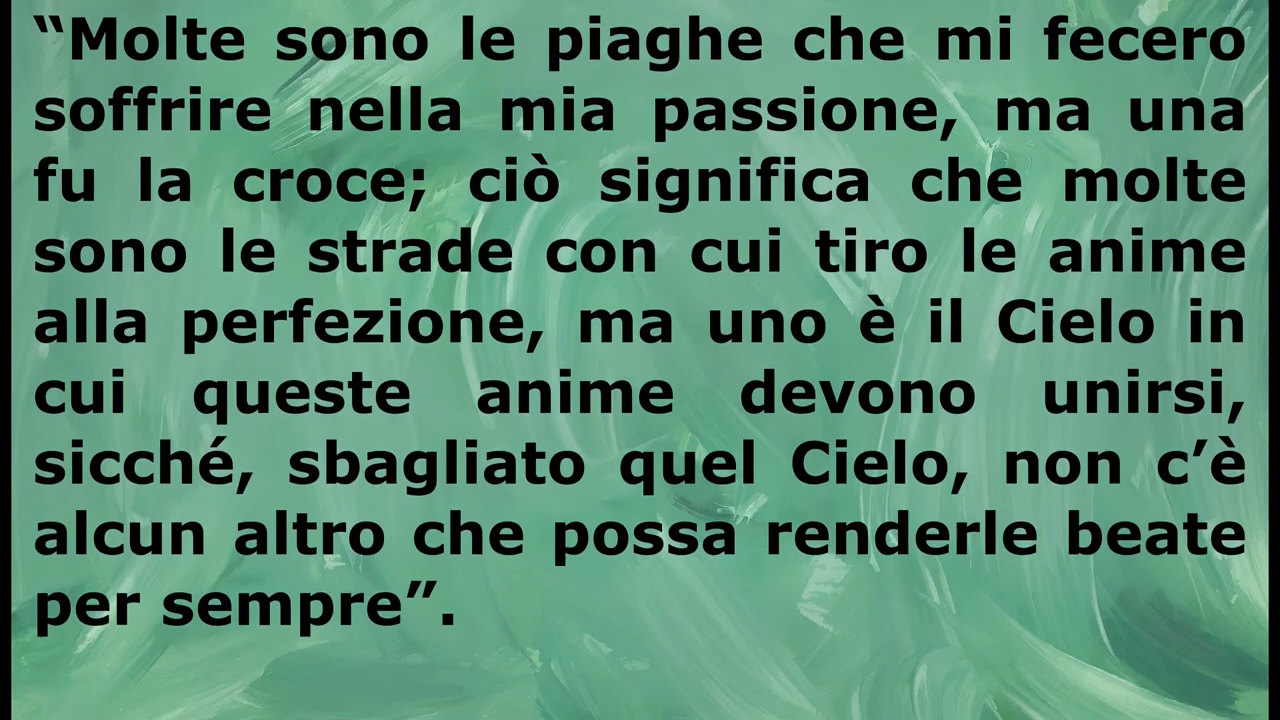 “Molte sono le piaghe che mi fecero
soffrire nella mia passione, ma una
fu la croce; ciò significa che molte
sono le strade con cui tiro le anime
alla perfezione, ma uno è il Cielo in
cui queste anime devono unirsi,
sicché, sbagliato quel Cielo, non c’è
alcun altro che possa renderle beate
per sempre”.